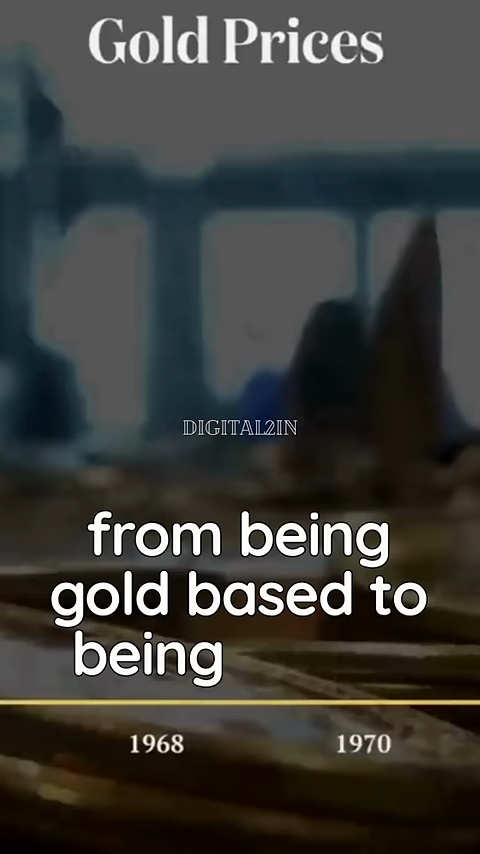 Gold Prices
DIGITAL2IN
from being
gold based to
being
1968 1970